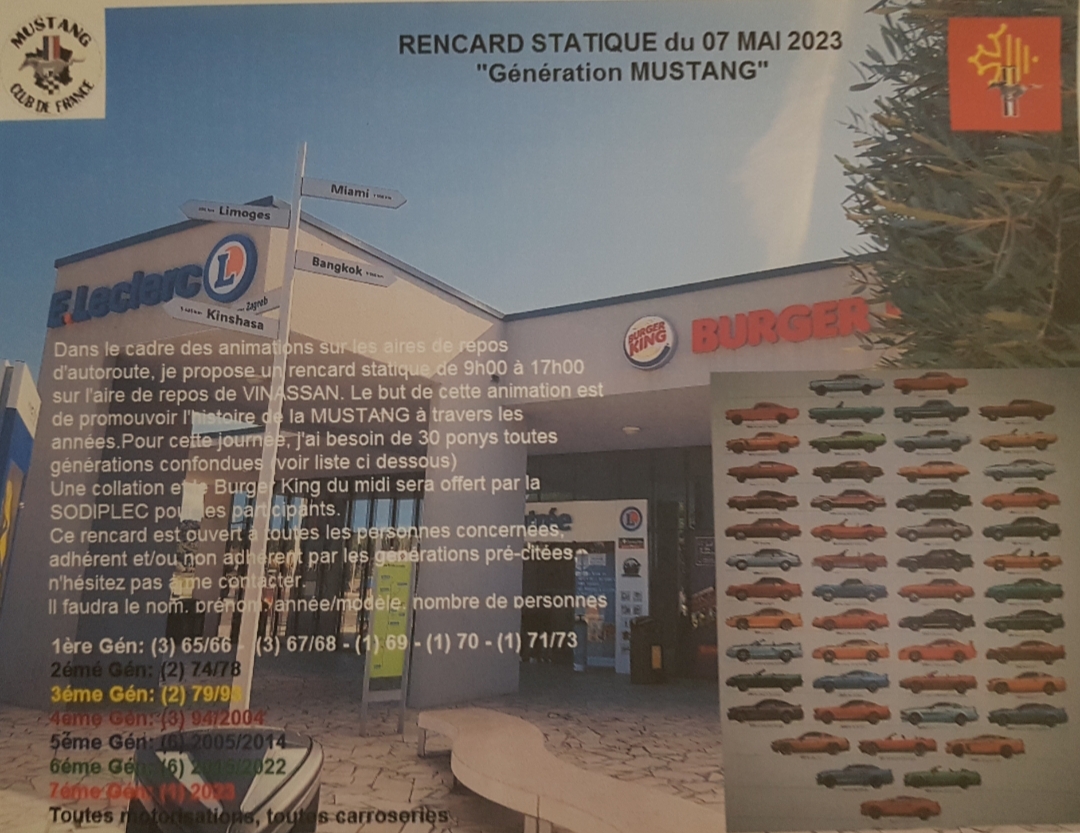 MUSTANG
CLUB DE FRANCE
RENCARD STATIQUE du 07 MAI 2023
"Génération MUSTANG"
Miami
Limoges
Bangkok
Zagreb
Kinshasa
E.Leclerc L
BURGER KING
BURGER
Dans le cadre des animations sur les aires de repos
d'autoroute, je propose un rencard statique de 9h00 à 17h00
sur l'aire de repos de VINASSAN. Le but de cette animation est
de promouvoir l'histoire de la MUSTANG à travers les
années.Pour cette journée, j'ai besoin de 30 ponys toutes
générations confondues (voir liste ci dessous)
Une collation et le Burger King du midi sera offert par la
SODIPLEC pour les participants.
Ce rencard est ouvert à toutes les personnes concernées,
adhérent et/ou non adhérent par les générations pré-citées
n'hésitez pas à me contacter.
Il faudra le nom, prénom, année/modèle, nombre de personnes
1ère Gén: (3) 65/66 - (3) 67/68 - (1) 69 - (1) 70 - (1) 71/73
2émé Gén: (2) 74/78
3éme Gén: (2) 79/93
4éme Gén: (3) 94/2004
5ème Gén: (6) 2005/2014
6éme Gén: (6) 2015/2022
7éme Gén: (1) 2023
Toutes motorisations, toutes carroseries